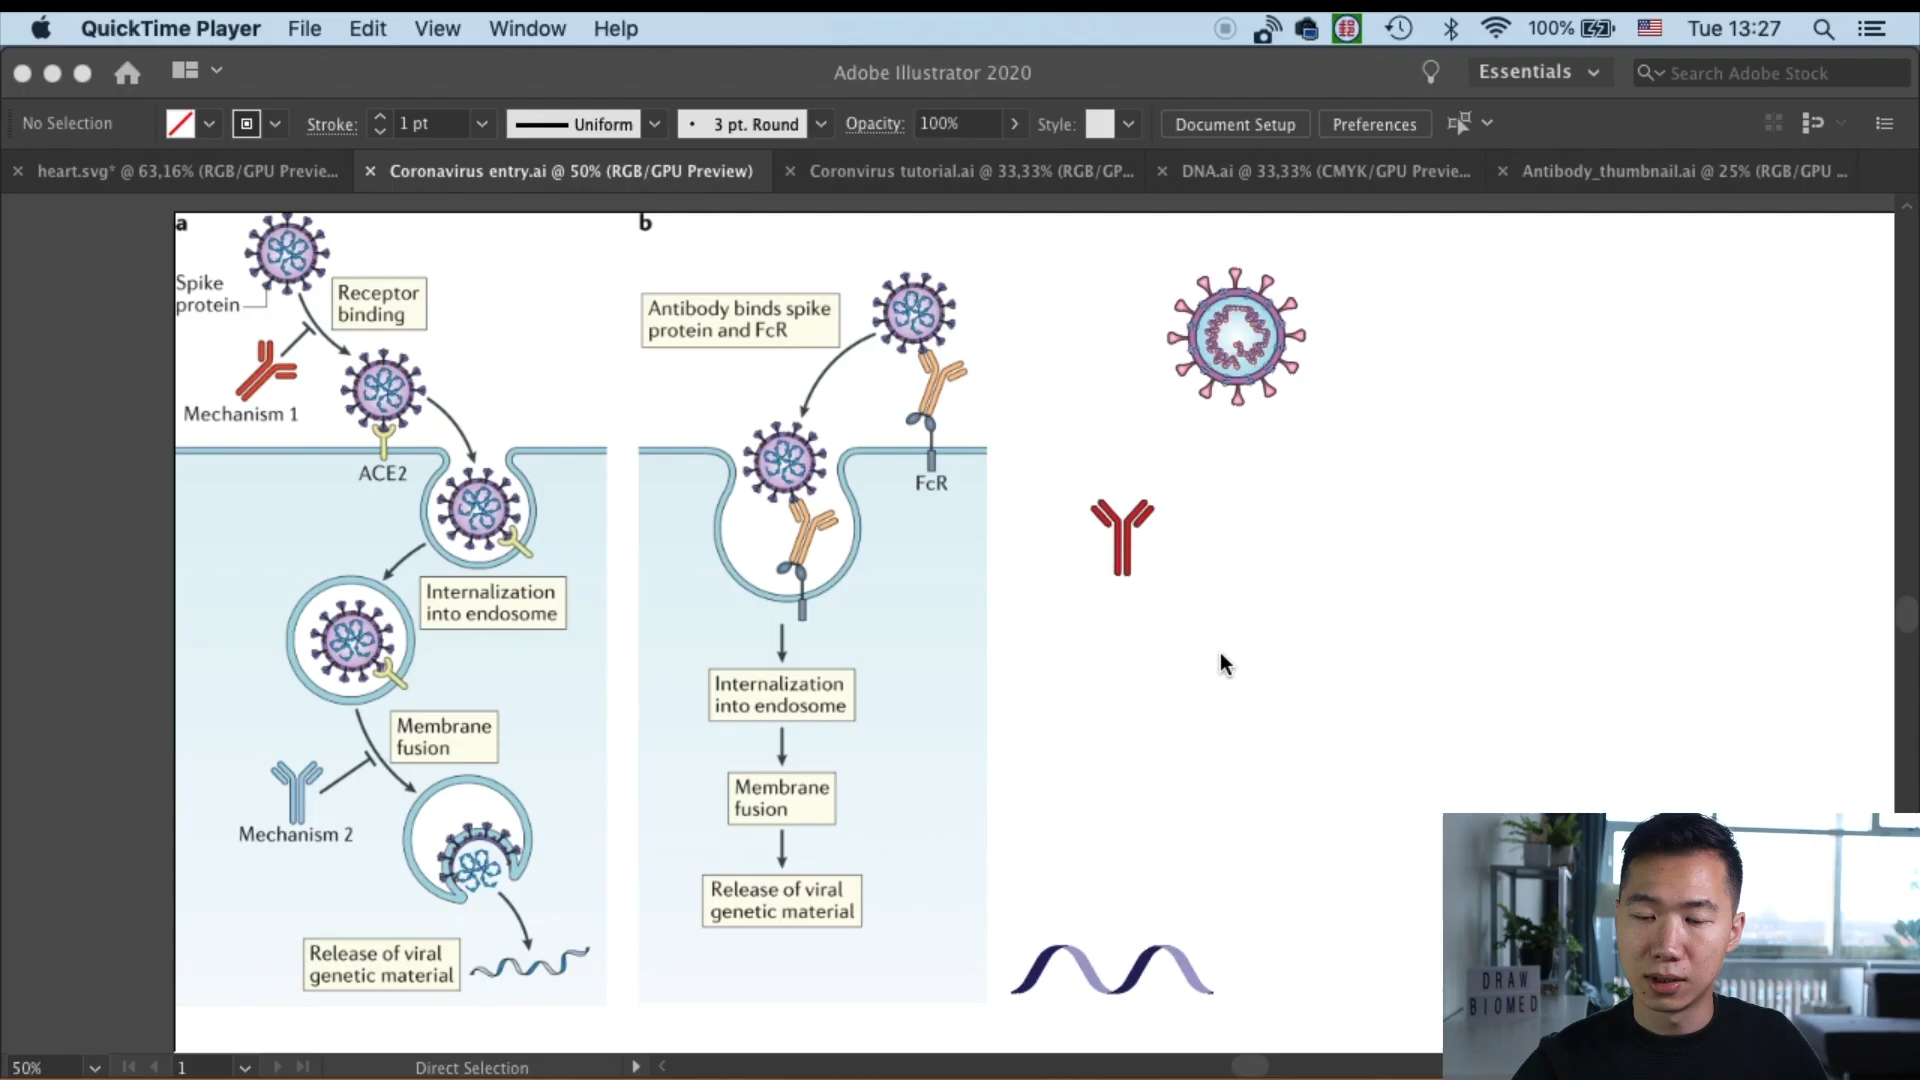 QuickTime Player File Edit View Window Help 100% Tue 13:27
Adobe Illustrator 2020 Essentials Search Adobe Stock
No Selection Stroke: 1 pt Uniform 3 pt. Round Opacity: 100% Style: Document Setup Preferences
heart.svg* @ 63,16% (RGB/GPU Previe... Coronavirus entry.ai @ 50% (RGB/GPU Preview) Coronvirus tutorial.ai @ 33,33% (RGB/GP... DNA.ai @ 33,33% (CMYK/GPU Previe... Antibody_thumbnail.ai @ 25% (RGB/GPU ...
a
Spike
protein
Receptor
binding
Mechanism 1
ACE2
Internalization
into endosome
Membrane
fusion
Mechanism 2
Release of viral
genetic material
b
Antibody binds spike
protein and FcR
FcR
Internalization
into endosome
Membrane
fusion
Release of viral
genetic material
DRAW
BIOMED
50% 1 Direct Selection